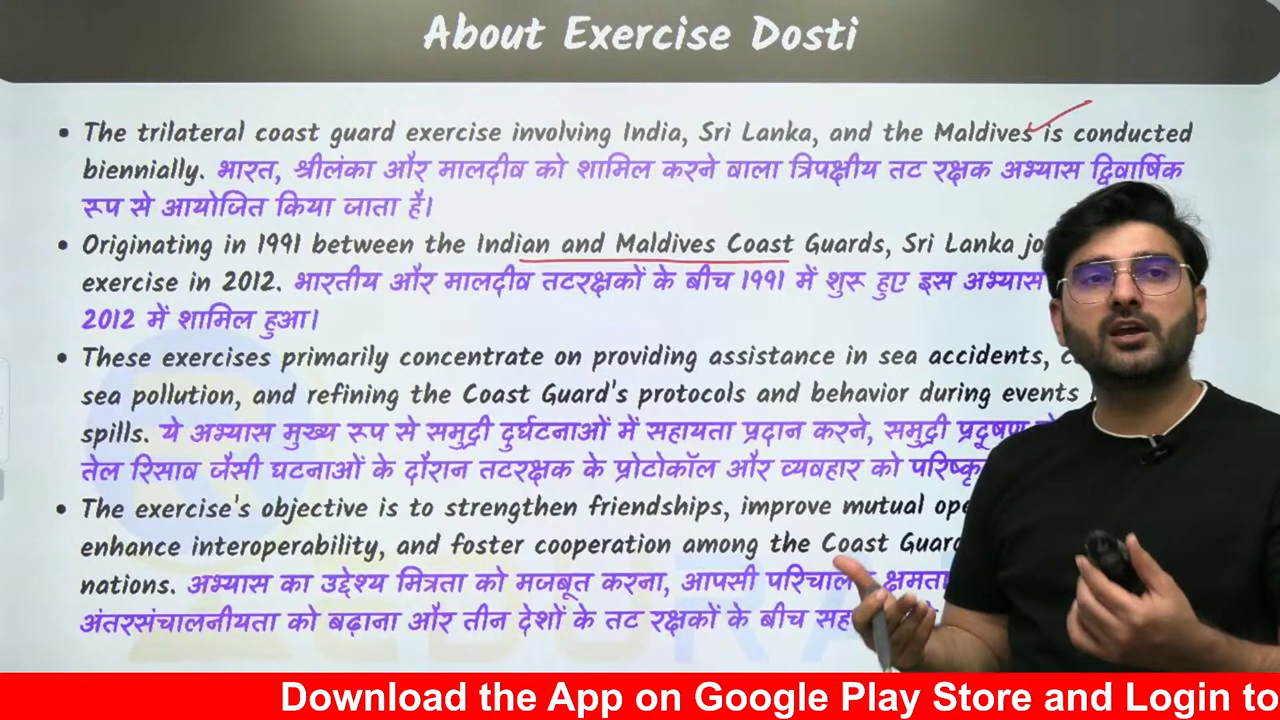 About Exercise Dosti
• The trilateral coast guard exercise involving India, Sri Lanka, and the Maldives is conducted
biennially. भारत, श्रीलंका और मालदीव को शामिल करने वाला त्रिपक्षीय तट रक्षक अभ्यास द्विवार्षिक
रूप से आयोजित किया जाता है।
• Originating in 1991 between the Indian and Maldives Coast Guards, Sri Lanka
exercise in 2012. भारतीय और मालदीव तटरक्षकों के बीच 1991 में शुरू हुए इस अभ्यास
2012 में शामिल हुआ।
• These exercises primarily concentrate on providing assistance in sea accidents,
sea pollution, and refining the Coast Guard's protocols and behavior during events
spills. ये अभ्यास मुख्य रूप से समुद्री दुर्घटनाओं में सहायता प्रदान करने, समुद्री प्रदूषण
तेल रिसाव जैसी घटनाओं के दौरान तटरक्षक के प्रोटोकॉल और व्यवहार को
• The exercise's objective is to strengthen friendships, improve mutual
enhance interoperability, and foster cooperation among the Coast
nations. अभ्यास का उद्देश्य मित्रता को मजबूत करना, आपसी
अंतरसंचालनीयता को बढ़ाना और तीन देशों के तट रक्षकों के बीच
Download the App on Google Play Store and Login to